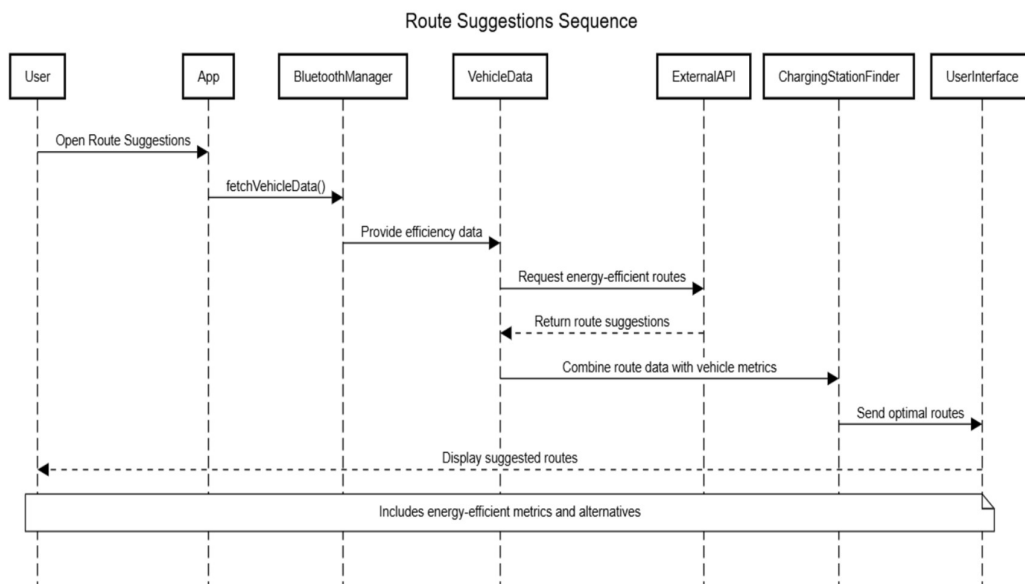 Route Suggestions Sequence
User
App
BluetoothManager
VehicleData
ExternalAPI
ChargingStationFinder
UserInterface
Open Route Suggestions
fetchVehicleData()
Provide efficiency data
Request energy-efficient routes
Return route suggestions
Combine route data with vehicle metrics
Send optimal routes
Display suggested routes
Includes energy-efficient metrics and alternatives